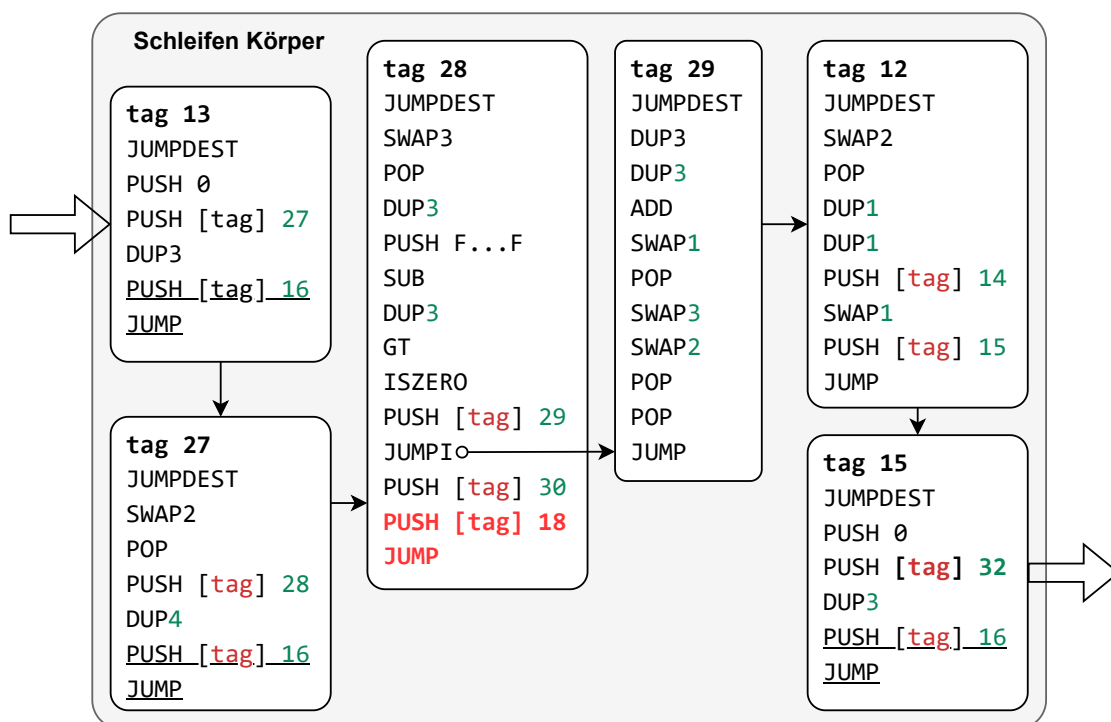 Schleifen Körper
tag 13
JUMPDEST
PUSH 0
PUSH [tag] 27
DUP3
PUSH [tag] 16
JUMP
tag 27
JUMPDEST
SWAP2
POP
PUSH [tag] 28
DUP4
PUSH [tag] 16
JUMP
tag 28
JUMPDEST
SWAP3
POP
DUP3
PUSH F...F
SUB
DUP3
GT
ISZERO
PUSH [tag] 29
JUMPI
PUSH [tag] 30
PUSH [tag] 18
JUMP
tag 29
JUMPDEST
DUP3
DUP3
ADD
SWAP1
POP
SWAP3
SWAP2
POP
POP
JUMP
tag 12
JUMPDEST
SWAP2
POP
DUP1
DUP1
PUSH [tag] 14
SWAP1
PUSH [tag] 15
JUMP
tag 15
JUMPDEST
PUSH 0
PUSH [tag] 32
DUP3
PUSH [tag] 16
JUMP